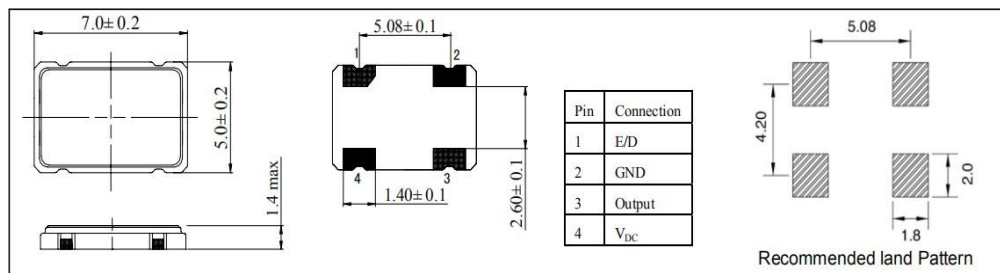 7.0± 0.2
5.0± 0.2
1.4 max
5.08± 0.1
1
2
4
3
1.40± 0.1
2.60± 0.1
Pin Connection
1 E/D
2 GND
3 Output
4 VDC
5.08
4.20
2.0
1.8
Recommended land Pattern